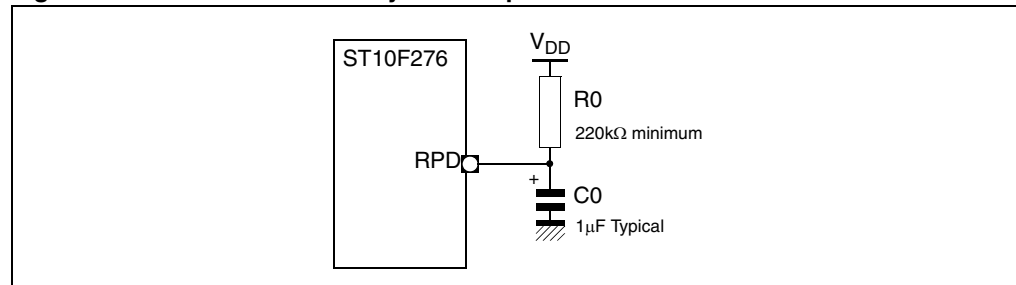 ST10F276
V_DD
R0
220kΩ minimum
RPD
+
C0
1μF Typical